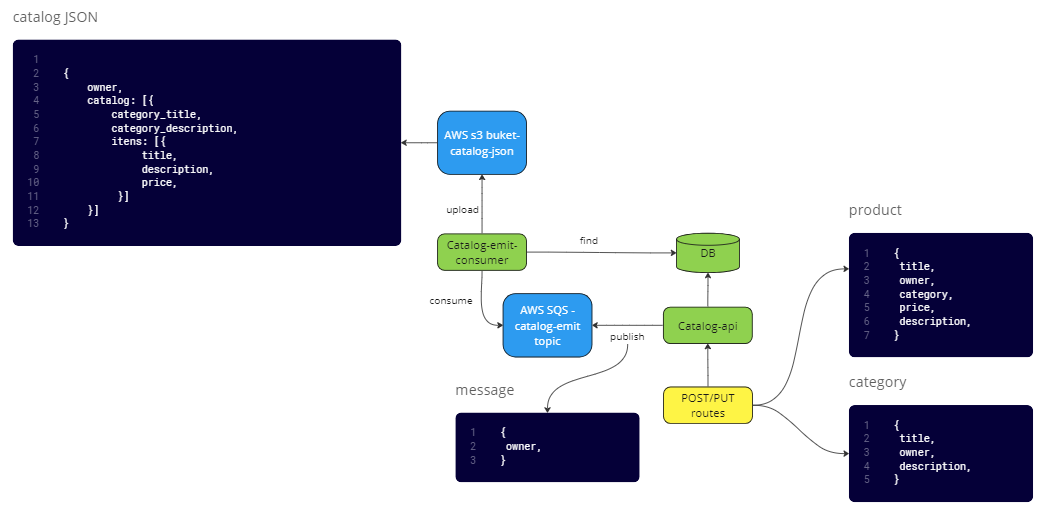 catalog JSON
1
2 {
3 owner,
4 catalog: [{
5 category_title,
6 category_description,
7 itens: [{
8 title,
9 description,
10 price,
11 }]
12 }]
13 }
AWS s3 buket-
catalog-json
upload
Catalog-emit-
consumer
find
DB
consume
AWS SQS -
catalog-emit
topic
publish
Catalog-api
POST/PUT
routes
message
1 {
2 owner,
3 }
product
1 {
2 title,
3 owner,
4 category,
5 price,
6 description,
7 }
category
1 {
2 title,
3 owner,
4 description,
5 }